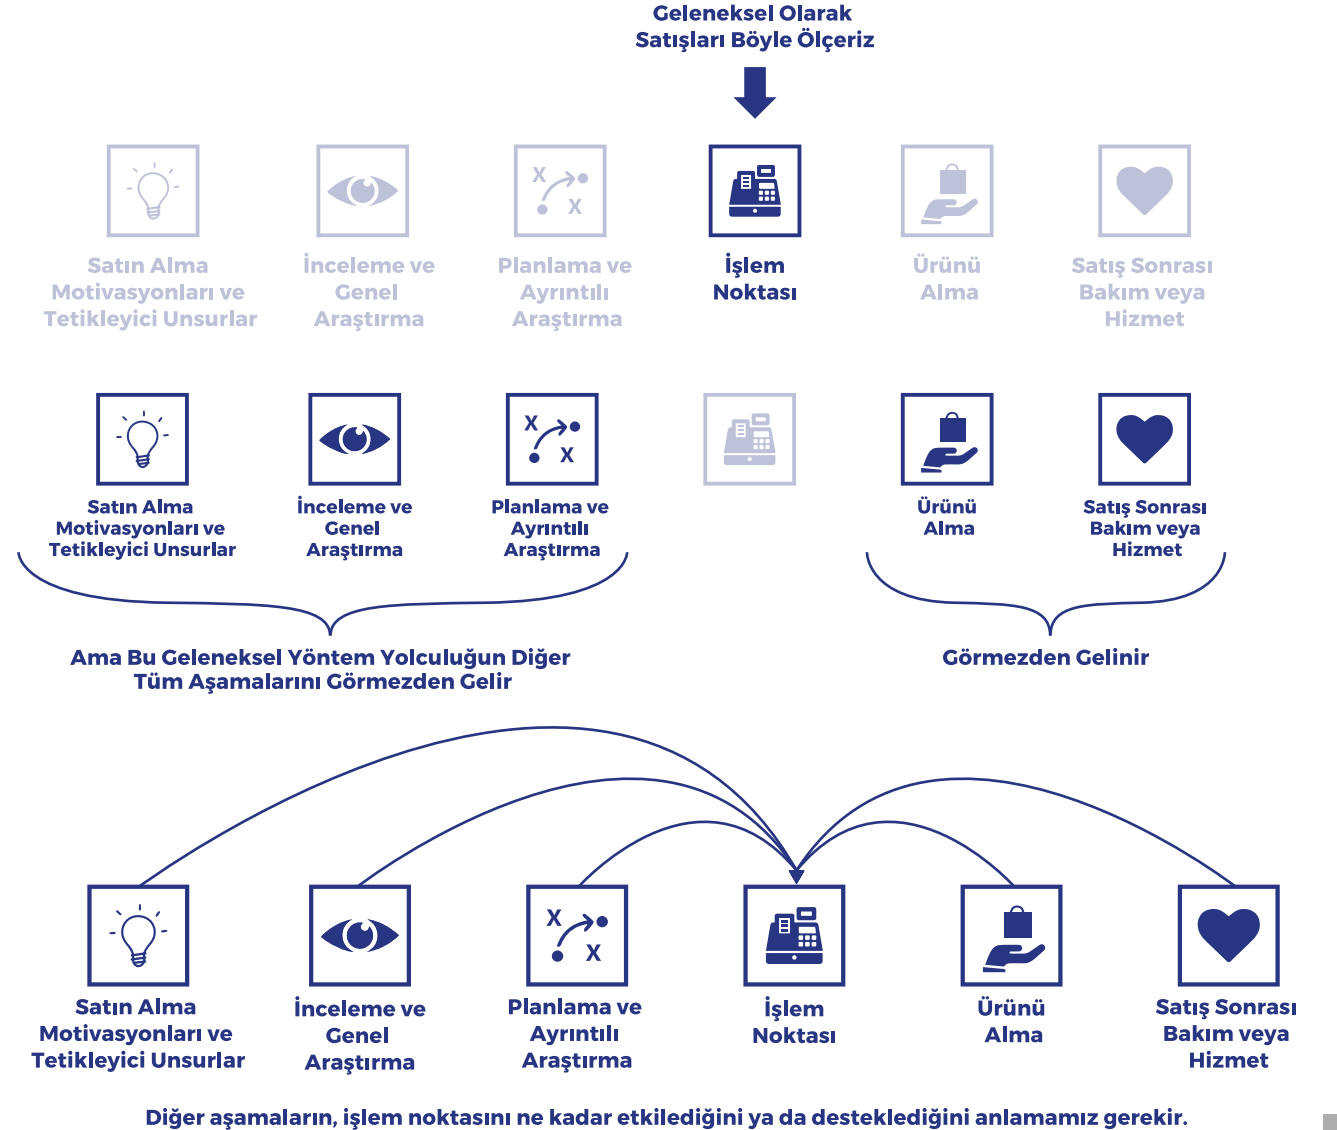 Geleneksel Olarak
Satışları Böyle Ölçeriz
Satın Alma
Motivasyonları ve
Tetikleyici Unsurlar
İnceleme ve
Genel
Araştırma
Planlama ve
Ayrıntılı
Araştırma
İşlem
Noktası
Ürünü
Alma
Satış Sonrası
Bakım veya
Hizmet
Satın Alma
Motivasyonları ve
Tetikleyici Unsurlar
İnceleme ve
Genel
Araştırma
Planlama ve
Ayrıntılı
Araştırma
Ürünü
Alma
Satış Sonrası
Bakım veya
Hizmet
Ama Bu Geleneksel Yöntem Yolculuğun Diğer
Tüm Aşamalarını Görmezden Gelir
Görmezden Gelinir
Satın Alma
Motivasyonları ve
Tetikleyici Unsurlar
İnceleme ve
Genel
Araştırma
Planlama ve
Ayrıntılı
Araştırma
İşlem
Noktası
Ürünü
Alma
Satış Sonrası
Bakım veya
Hizmet
Diğer aşamaların, işlem noktasını ne kadar etkilediğini ya da desteklediğini anlamamız gerekir.